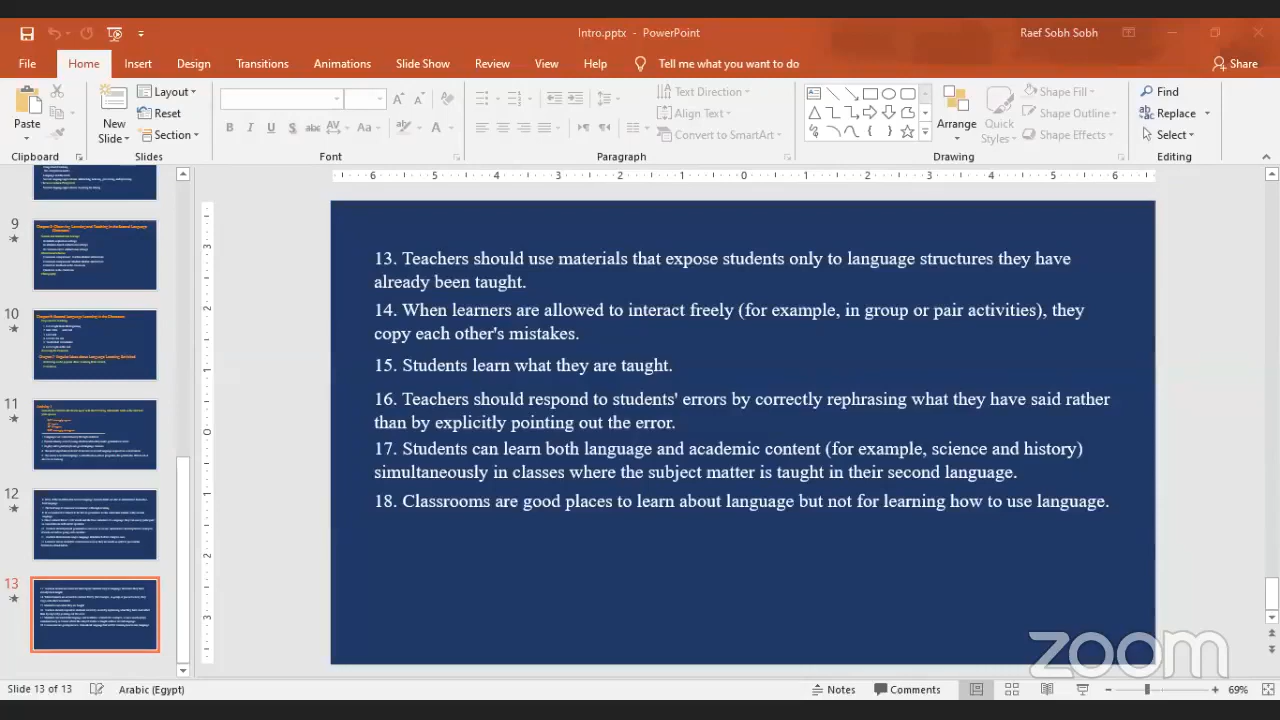 Intro.pptx - PowerPoint
Raef Sobh Sobh
File Home Insert Design Transitions Animations Slide Show Review View Help Tell me what you want to do Share
Paste
New Slide
Layout
Reset
Section
Text Direction
Align Text
Convert to SmartArt
Arrange
Quick Styles
Shape Fill
Shape Outline
Shape Effects
Find
Replace
Select
Clipboard Slides Font Paragraph Drawing Editing
9
10
11
12
13
13. Teachers should use materials that expose students only to language structures they have
already been taught.
14. When learners are allowed to interact freely (for example, in group or pair activities), they
copy each other's mistakes.
15. Students learn what they are taught.
16. Teachers should respond to students' errors by correctly rephrasing what they have said rather
than by explicitly pointing out the error.
17. Students can learn both language and academic content (for example, science and history)
simultaneously in classes where the subject matter is taught in their second language.
18. Classrooms are good places to learn about language but not for learning how to use language.
zoom
Slide 13 of 13 Arabic (Egypt) Notes Comments 69%